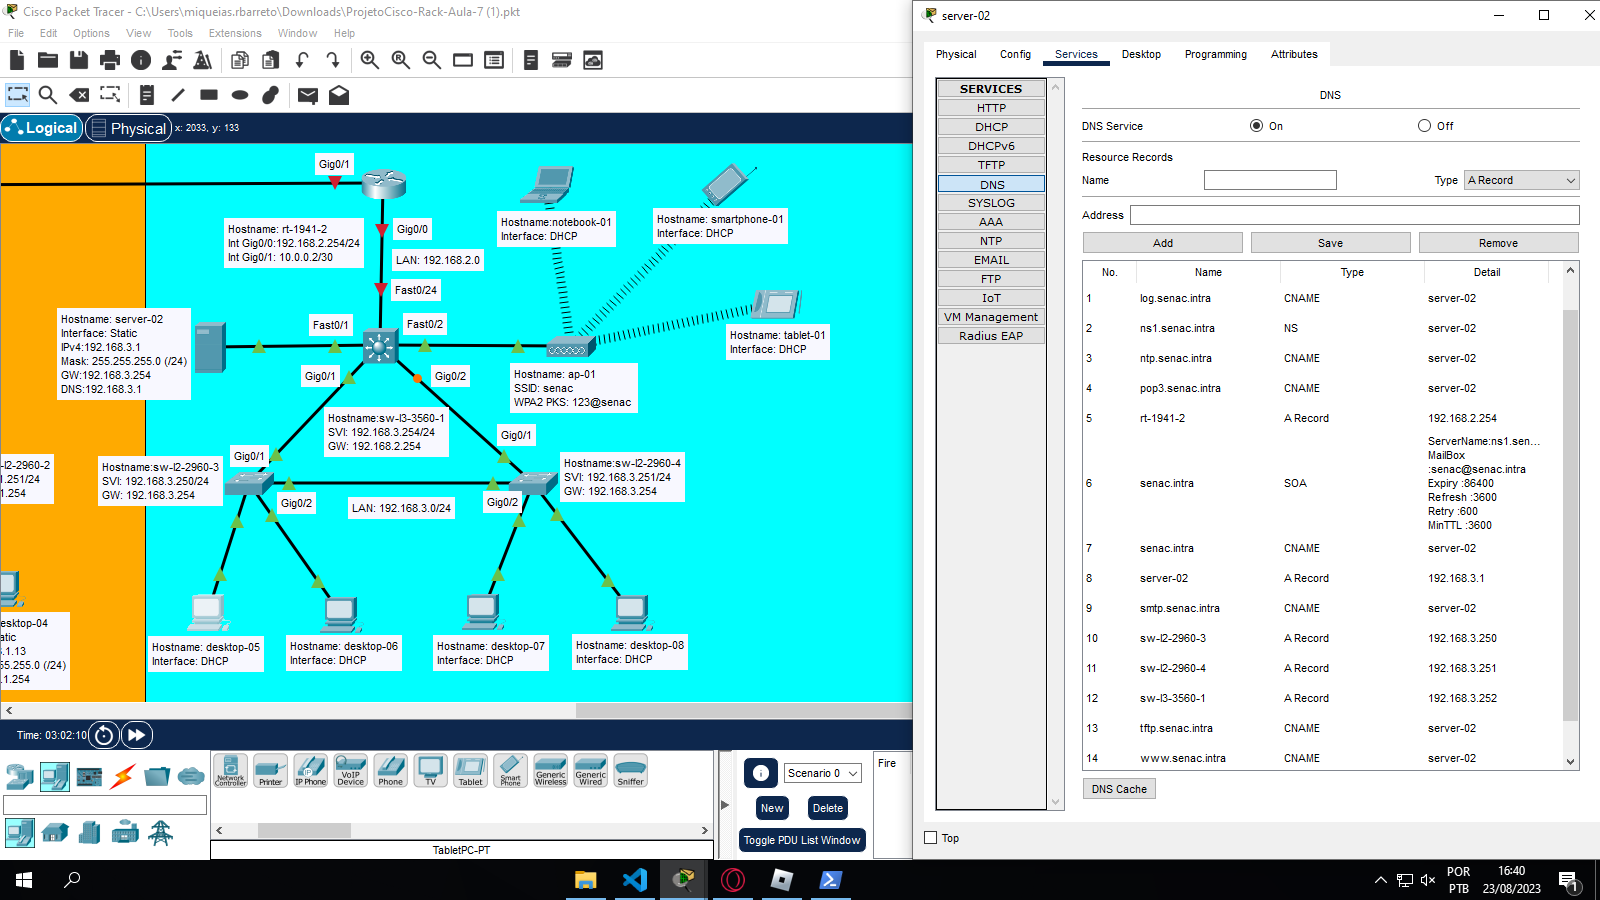 Cisco Packet Tracer - C:\Users\miqueias.rbarreto\Downloads\ProjetoCisco-Rack-Aula-7 (1).pkt
File Edit Options View Tools Extensions Window Help
Logical
Physical
x: 2033, y: 133
Gig0/1
Hostname: rt-1941-2
Int Gig0/0:192.168.2.254/24
Int Gig0/1: 10.0.0.2/30
Gig0/0
LAN: 192.168.2.0
Fast0/24
Hostname:notebook-01
Interface: DHCP
Hostname: smartphone-01
Interface: DHCP
Hostname: tablet-01
Interface: DHCP
Hostname: server-02
Interface: Static
IPv4:192.168.3.1
Mask: 255.255.255.0 (/24)
GW:192.168.3.254
DNS:192.168.3.1
Fast0/1
Fast0/2
Gig0/1
Gig0/2
Hostname: ap-01
SSID: senac
WPA2 PKS: 123@senac
Hostname:sw-l3-3560-1
SVI: 192.168.3.254/24
GW: 192.168.2.254
Gig0/1
Gig0/1
l2-2960-2
.251/24
.1.254
Hostname:sw-l2-2960-3
SVI: 192.168.3.250/24
GW: 192.168.3.254
Hostname:sw-l2-2960-4
SVI: 192.168.3.251/24
GW: 192.168.3.254
Gig0/2
LAN: 192.168.3.0/24
Gig0/2
esktop-04
atic
.1.13
55.255.0 (/24)
.1.254
Hostname: desktop-05
Interface: DHCP
Hostname: desktop-06
Interface: DHCP
Hostname: desktop-07
Interface: DHCP
Hostname: desktop-08
Interface: DHCP
Time: 03:02:10
Network Controller
Printer
IP Phone
VoIP Device
Phone
TV
Tablet
Smart Phone
Generic Wireless
Generic Wired
Sniffer
TabletPC-PT
Scenario 0
New
Delete
Toggle PDU List Window
Fire
server-02
Physical Config Services Desktop Programming Attributes
SERVICES
HTTP
DHCP
DHCPv6
TFTP
DNS
SYSLOG
AAA
NTP
EMAIL
FTP
IoT
VM Management
Radius EAP
DNS
DNS Service On Off
Resource Records
Name Type A Record
Address
Add Save Remove
No. Name Type Detail
1 log.senac.intra CNAME server-02
2 ns1.senac.intra NS server-02
3 ntp.senac.intra CNAME server-02
4 pop3.senac.intra CNAME server-02
5 rt-1941-2 A Record 192.168.2.254
6 senac.intra SOA ServerName:ns1.sen...
MailBox
:senac@senac.intra
Expiry :86400
Refresh :3600
Retry :600
MinTTL :3600
7 senac.intra CNAME server-02
8 server-02 A Record 192.168.3.1
9 smtp.senac.intra CNAME server-02
10 sw-l2-2960-3 A Record 192.168.3.250
11 sw-l2-2960-4 A Record 192.168.3.251
12 sw-l3-3560-1 A Record 192.168.3.252
13 tftp.senac.intra CNAME server-02
14 www.senac.intra CNAME server-02
DNS Cache
Top
POR
PTB
16:40
23/08/2023
1